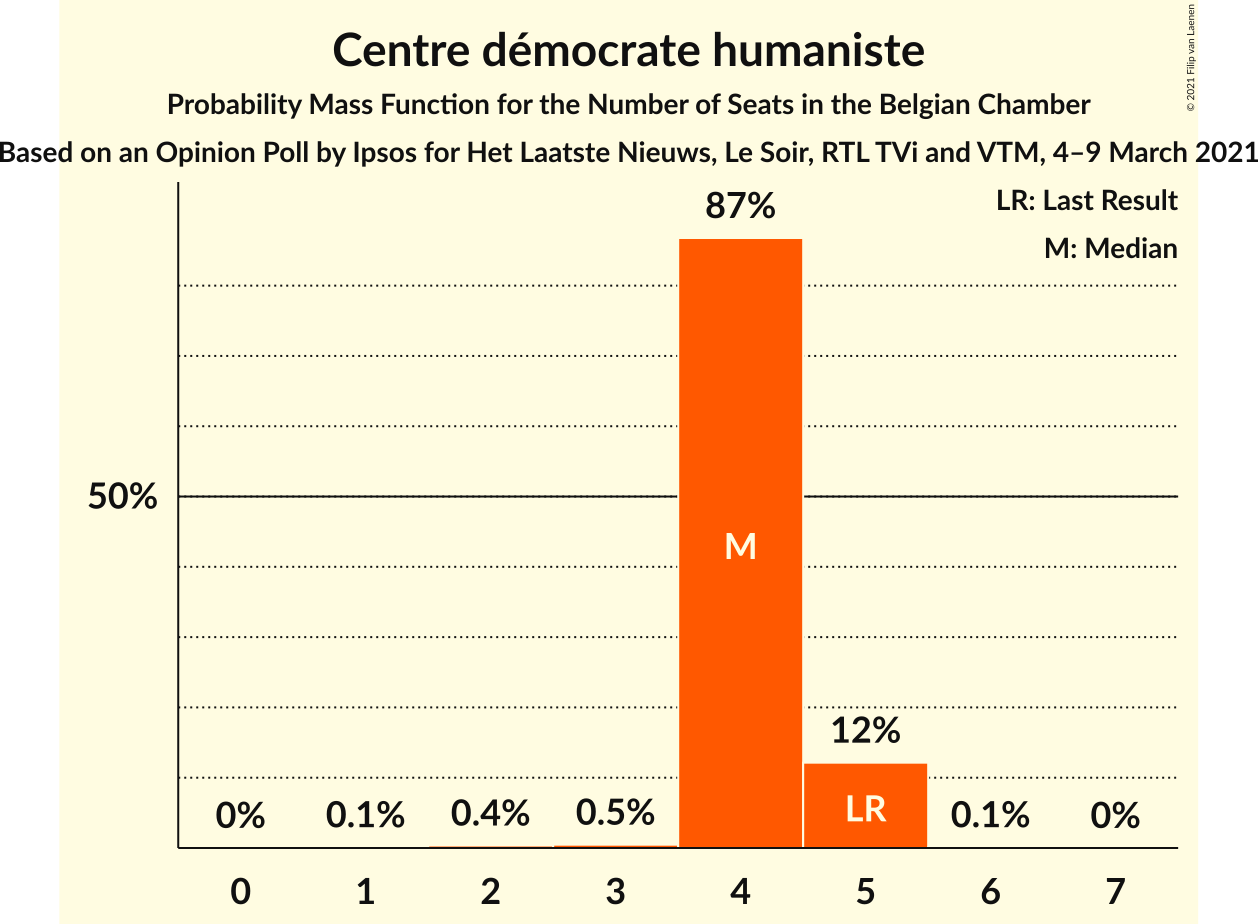 Centre démocrate humaniste
Probability Mass Function for the Number of Seats in the Belgian Chamber
Based on an Opinion Poll by Ipsos for Het Laatste Nieuws, Le Soir, RTL TVi and VTM, 4–9 March 2021
© 2021 Filip van Laenen
LR: Last Result
M: Median
87%
50%
M
12%
LR
0% 0.1% 0.4% 0.5% 0.1% 0%
0 1 2 3 4 5 6 7